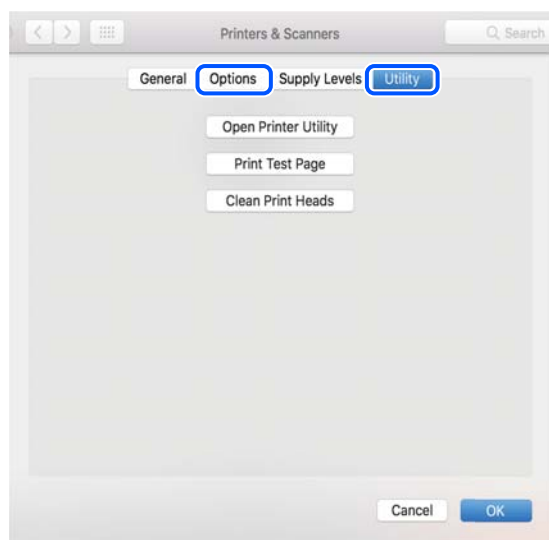 Printers & Scanners Search
General Options Supply Levels Utility
Open Printer Utility
Print Test Page
Clean Print Heads
Cancel OK